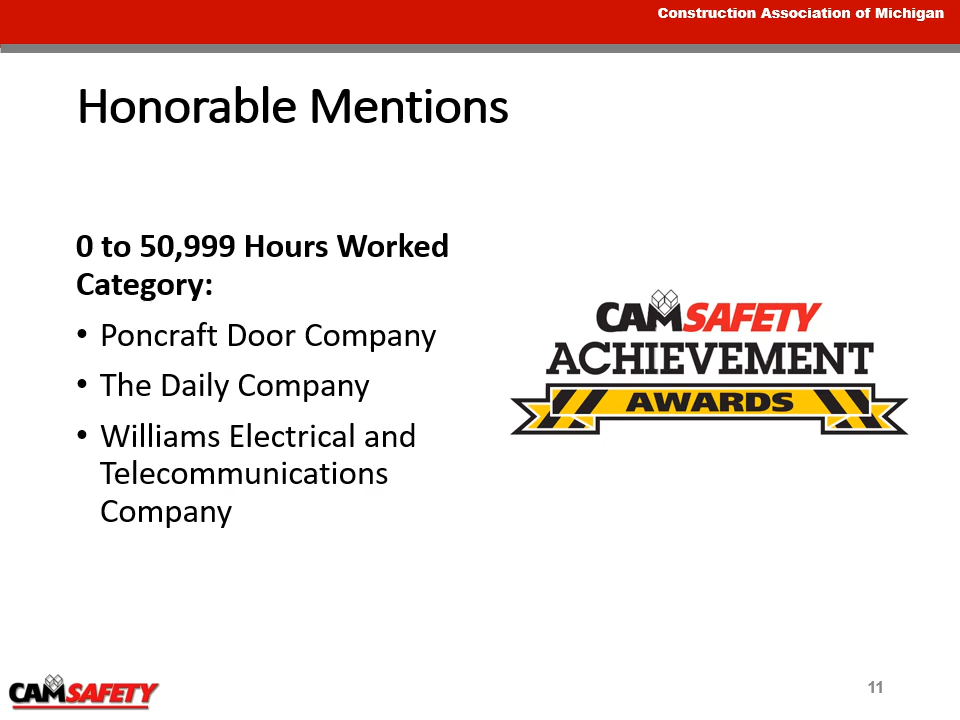 Construction Association of Michigan
Honorable Mentions
0 to 50,999 Hours Worked
Category:
• Poncraft Door Company
• The Daily Company
• Williams Electrical and
Telecommunications
Company
CAMSAFETY
ACHIEVEMENT
AWARDS
CAMSAFETY
11